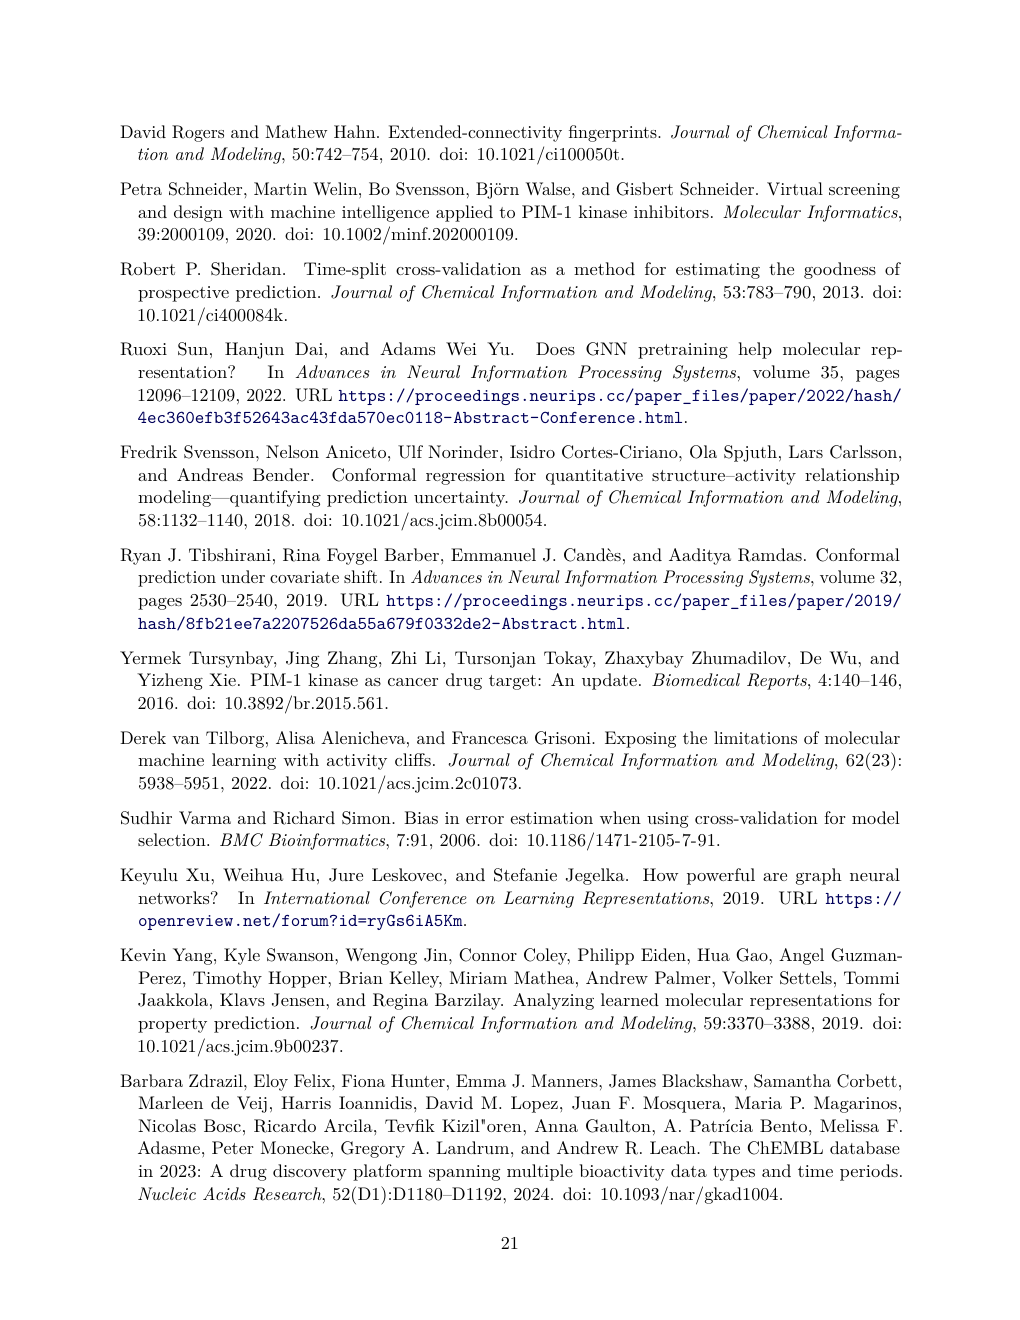 David Rogers and Mathew Hahn. Extended-connectivity fingerprints. Journal of Chemical Informa-
tion and Modeling, 50:742–754, 2010. doi: 10.1021/ci100050t.
Petra Schneider, Martin Welin, Bo Svensson, Björn Walse, and Gisbert Schneider. Virtual screening
and design with machine intelligence applied to PIM-1 kinase inhibitors. Molecular Informatics,
39:2000109, 2020. doi: 10.1002/minf.202000109.
Robert P. Sheridan. Time-split cross-validation as a method for estimating the goodness of
prospective prediction. Journal of Chemical Information and Modeling, 53:783–790, 2013. doi:
10.1021/ci400084k.
Ruoxi Sun, Hanjun Dai, and Adams Wei Yu. Does GNN pretraining help molecular rep-
resentation? In Advances in Neural Information Processing Systems, volume 35, pages
12096–12109, 2022. URL https://proceedings.neurips.cc/paper_files/paper/2022/hash/
4ec360efb3f52643ac43fda570ec0118-Abstract-Conference.html.
Fredrik Svensson, Nelson Aniceto, Ulf Norinder, Isidro Cortes-Ciriano, Ola Spjuth, Lars Carlsson,
and Andreas Bender. Conformal regression for quantitative structure–activity relationship
modeling—quantifying prediction uncertainty. Journal of Chemical Information and Modeling,
58:1132–1140, 2018. doi: 10.1021/acs.jcim.8b00054.
Ryan J. Tibshirani, Rina Foygel Barber, Emmanuel J. Candès, and Aaditya Ramdas. Conformal
prediction under covariate shift. In Advances in Neural Information Processing Systems, volume 32,
pages 2530–2540, 2019. URL https://proceedings.neurips.cc/paper_files/paper/2019/
hash/8fb21ee7a2207526da55a679f0332de2-Abstract.html.
Yermek Tursynbay, Jing Zhang, Zhi Li, Tursonjan Tokay, Zhaxybay Zhumadilov, De Wu, and
Yizheng Xie. PIM-1 kinase as cancer drug target: An update. Biomedical Reports, 4:140–146,
2016. doi: 10.3892/br.2015.561.
Derek van Tilborg, Alisa Alenicheva, and Francesca Grisoni. Exposing the limitations of molecular
machine learning with activity cliffs. Journal of Chemical Information and Modeling, 62(23):
5938–5951, 2022. doi: 10.1021/acs.jcim.2c01073.
Sudhir Varma and Richard Simon. Bias in error estimation when using cross-validation for model
selection. BMC Bioinformatics, 7:91, 2006. doi: 10.1186/1471-2105-7-91.
Keyulu Xu, Weihua Hu, Jure Leskovec, and Stefanie Jegelka. How powerful are graph neural
networks? In International Conference on Learning Representations, 2019. URL https://
openreview.net/forum?id=ryGs6iA5Km.
Kevin Yang, Kyle Swanson, Wengong Jin, Connor Coley, Philipp Eiden, Hua Gao, Angel Guzman-
Perez, Timothy Hopper, Brian Kelley, Miriam Mathea, Andrew Palmer, Volker Settels, Tommi
Jaakkola, Klavs Jensen, and Regina Barzilay. Analyzing learned molecular representations for
property prediction. Journal of Chemical Information and Modeling, 59:3370–3388, 2019. doi:
10.1021/acs.jcim.9b00237.
Barbara Zdrazil, Eloy Felix, Fiona Hunter, Emma J. Manners, James Blackshaw, Samantha Corbett,
Marleen de Veij, Harris Ioannidis, David M. Lopez, Juan F. Mosquera, Maria P. Magarinos,
Nicolas Bosc, Ricardo Arcila, Tevfik Kizil"oren, Anna Gaulton, A. Patrícia Bento, Melissa F.
Adasme, Peter Monecke, Gregory A. Landrum, and Andrew R. Leach. The ChEMBL database
in 2023: A drug discovery platform spanning multiple bioactivity data types and time periods.
Nucleic Acids Research, 52(D1):D1180–D1192, 2024. doi: 10.1093/nar/gkad1004.
21